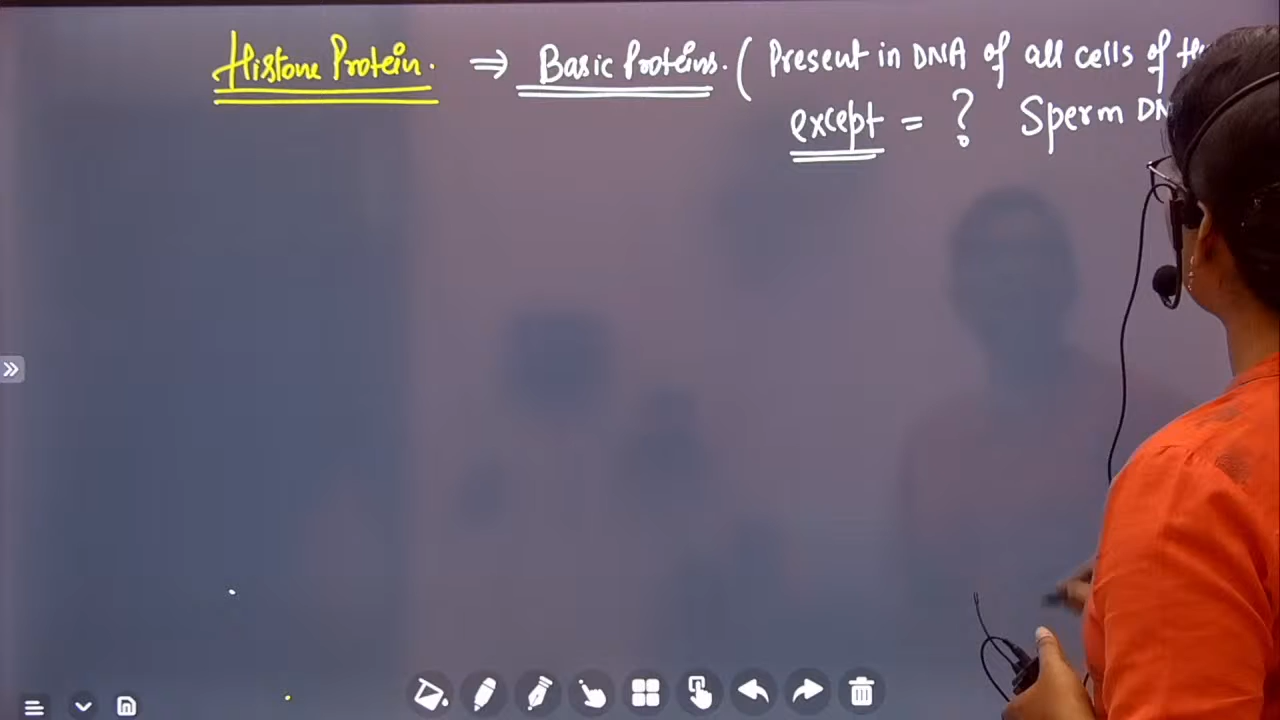 Histone Protein. ⇒ Basic Proteins. (Present in DNA of all cells of
except = ? Sperm